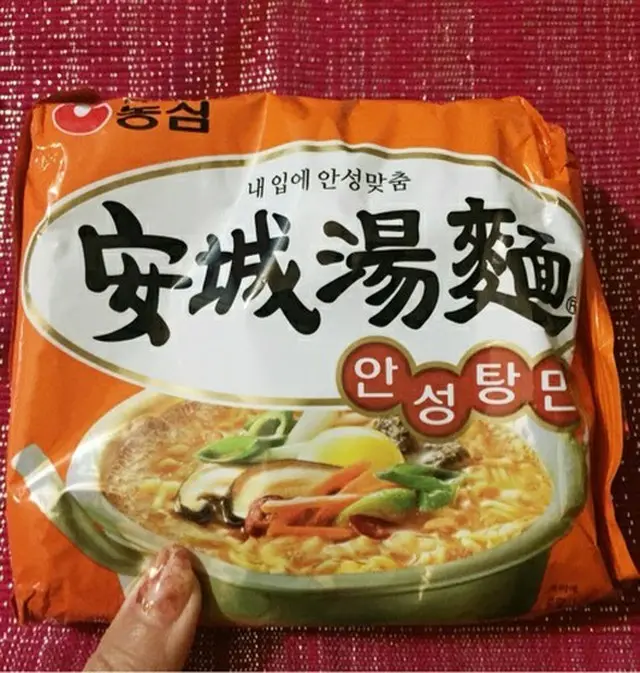 농심
내 입에 안성맞춤
安城湯麵
안성탕면